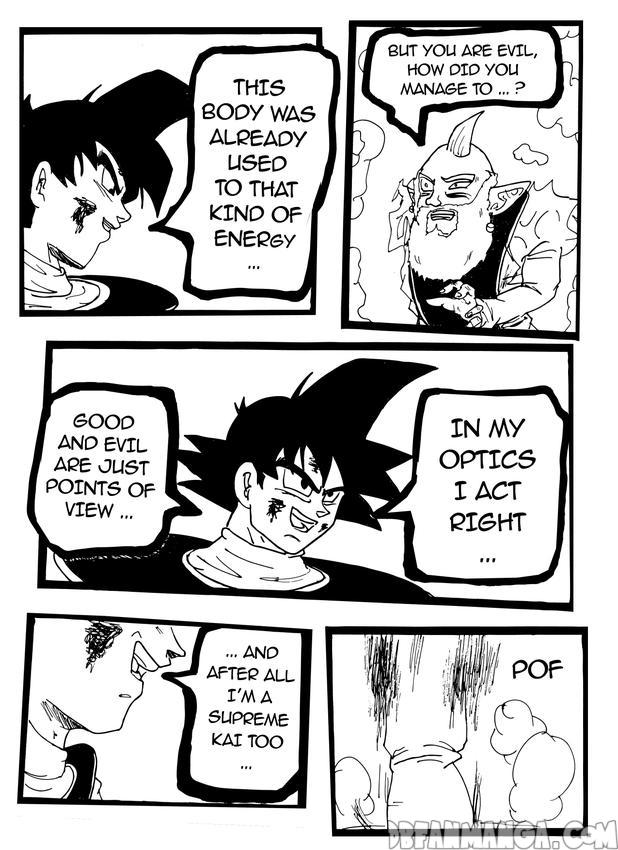 THIS
BODY WAS
ALREADY
USED
TO THAT
KIND OF
ENERGY
...
BUT YOU ARE EVIL,
HOW DID YOU
MANAGE TO ... ?
GOOD
AND EVIL
ARE JUST
POINTS OF
VIEW ...
IN MY
OPTICS
I ACT
RIGHT
...
... AND
AFTER ALL
I'M A
SUPREME
KAI TOO
...
POF
DBFANMANGA.COM